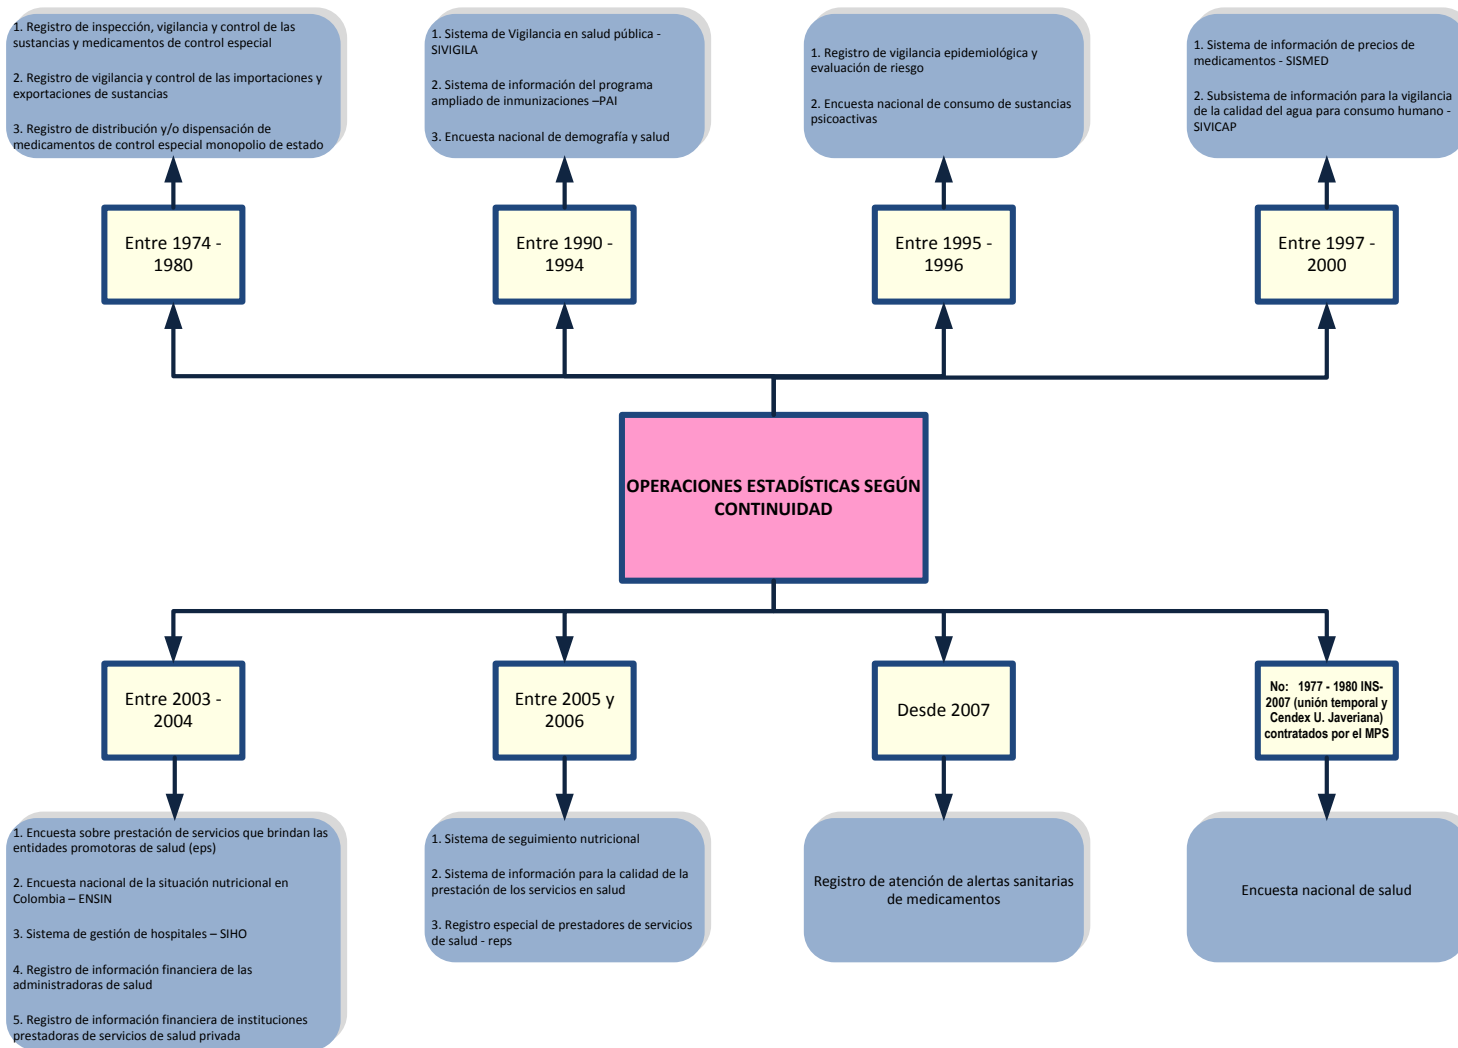 1. Registro de inspección, vigilancia y control de las
sustancias y medicamentos de control especial
2. Registro de vigilancia y control de las importaciones y
exportaciones de sustancias
3. Registro de distribución y/o dispensación de
medicamentos de control especial monopolio de estado
1. Sistema de Vigilancia en salud pública -
SIVIGILA
2. Sistema de información del programa
ampliado de inmunizaciones –PAI
3. Encuesta nacional de demografía y salud
1. Registro de vigilancia epidemiológica y
evaluación de riesgo
2. Encuesta nacional de consumo de sustancias
psicoactivas
1. Sistema de información de precios de
medicamentos - SISMED
2. Subsistema de información para la vigilancia
de la calidad del agua para consumo humano -
SIVICAP
Entre 1974 -
1980
Entre 1990 -
1994
Entre 1995 -
1996
Entre 1997 -
2000
OPERACIONES ESTADÍSTICAS SEGÚN
CONTINUIDAD
Entre 2003 -
2004
Entre 2005 y
2006
Desde 2007
No: 1977 - 1980 INS-
2007 (unión temporal y
Cendex U. Javeriana)
contratados por el MPS
1. Encuesta sobre prestación de servicios que brindan las
entidades promotoras de salud (eps)
2. Encuesta nacional de la situación nutricional en
Colombia – ENSIN
3. Sistema de gestión de hospitales – SIHO
4. Registro de información financiera de las
administradoras de salud
5. Registro de información financiera de instituciones
prestadoras de servicios de salud privada
1. Sistema de seguimiento nutricional
2. Sistema de información para la calidad de la
prestación de los servicios en salud
3. Registro especial de prestadores de servicios
de salud - reps
Registro de atención de alertas sanitarias
de medicamentos
Encuesta nacional de salud